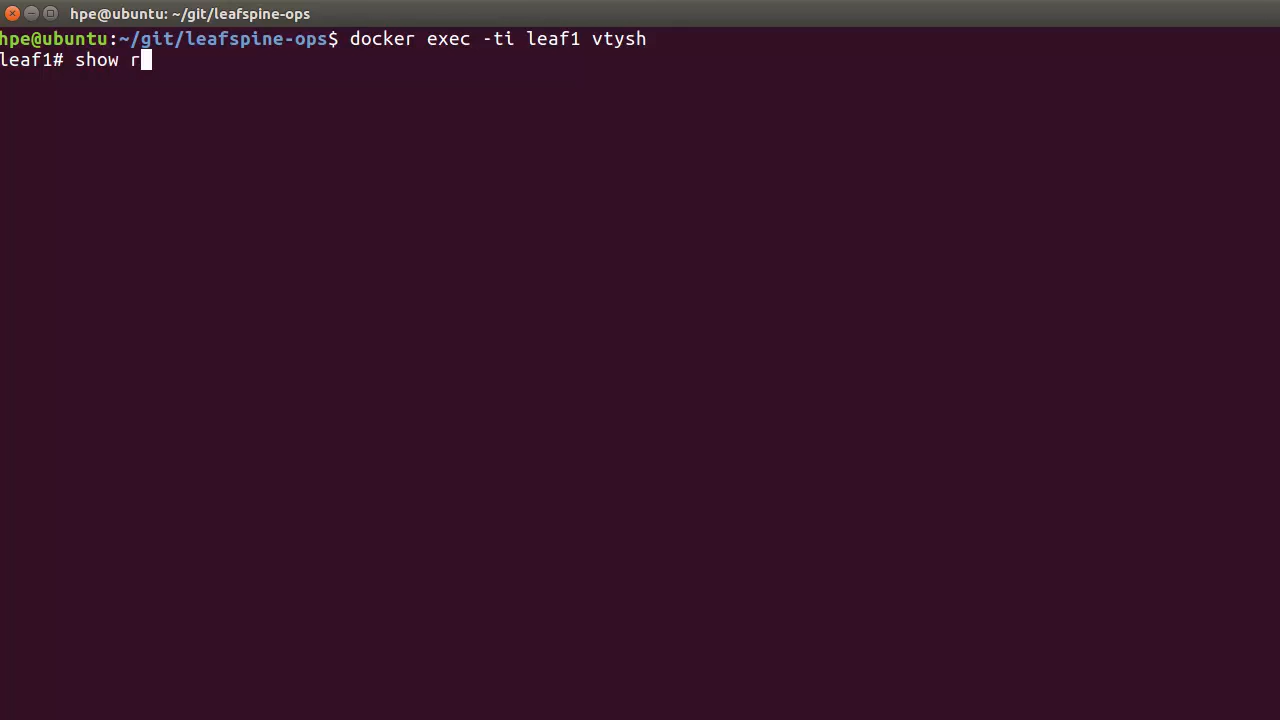 hpe@ubuntu: ~/git/leafspine-ops
hpe@ubuntu:~/git/leafspine-ops$ docker exec -ti leaf1 vtysh
leaf1# show r